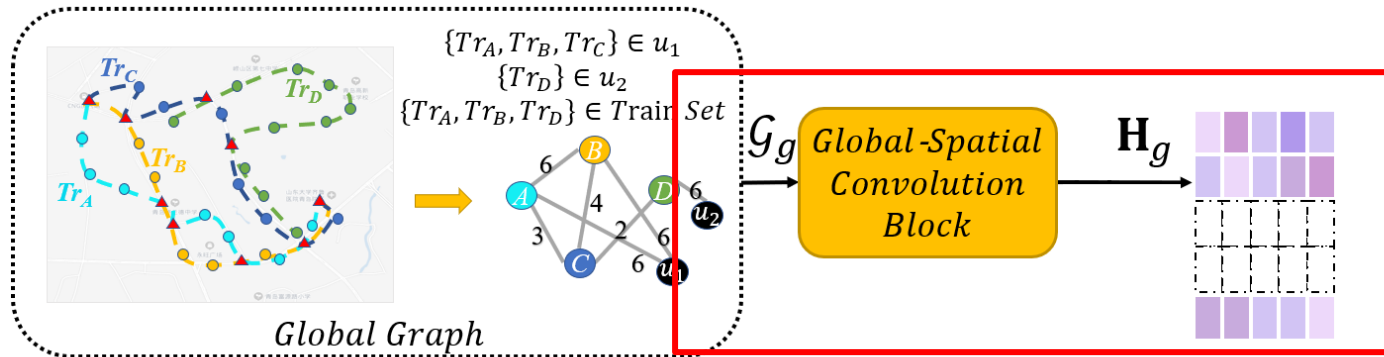 {Tr_A, Tr_B, Tr_C} ∈ u_1
{Tr_D} ∈ u_2
{Tr_A, Tr_B, Tr_D} ∈ Train Set
Tr_C
Tr_D
Tr_B
Tr_A
B
A
D
C
u_2
u_1
6
4
3
2
6
6
6
Global Graph
𝒢_g
Global-Spatial
Convolution
Block
H_g